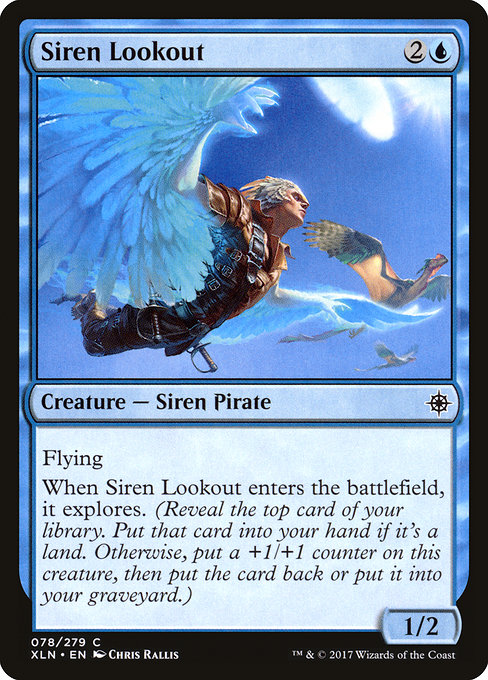 Siren Lookout 2
Creature — Siren Pirate
Flying
When Siren Lookout enters the battlefield,
it explores. (Reveal the top card of your
library. Put that card into your hand if it's a
land. Otherwise, put a +1/+1 counter on this
creature, then put the card back or put it into
your graveyard.)
1/2
078/279 C
XLN • EN Chris Rallis
™ & © 2017 Wizards of the Coast